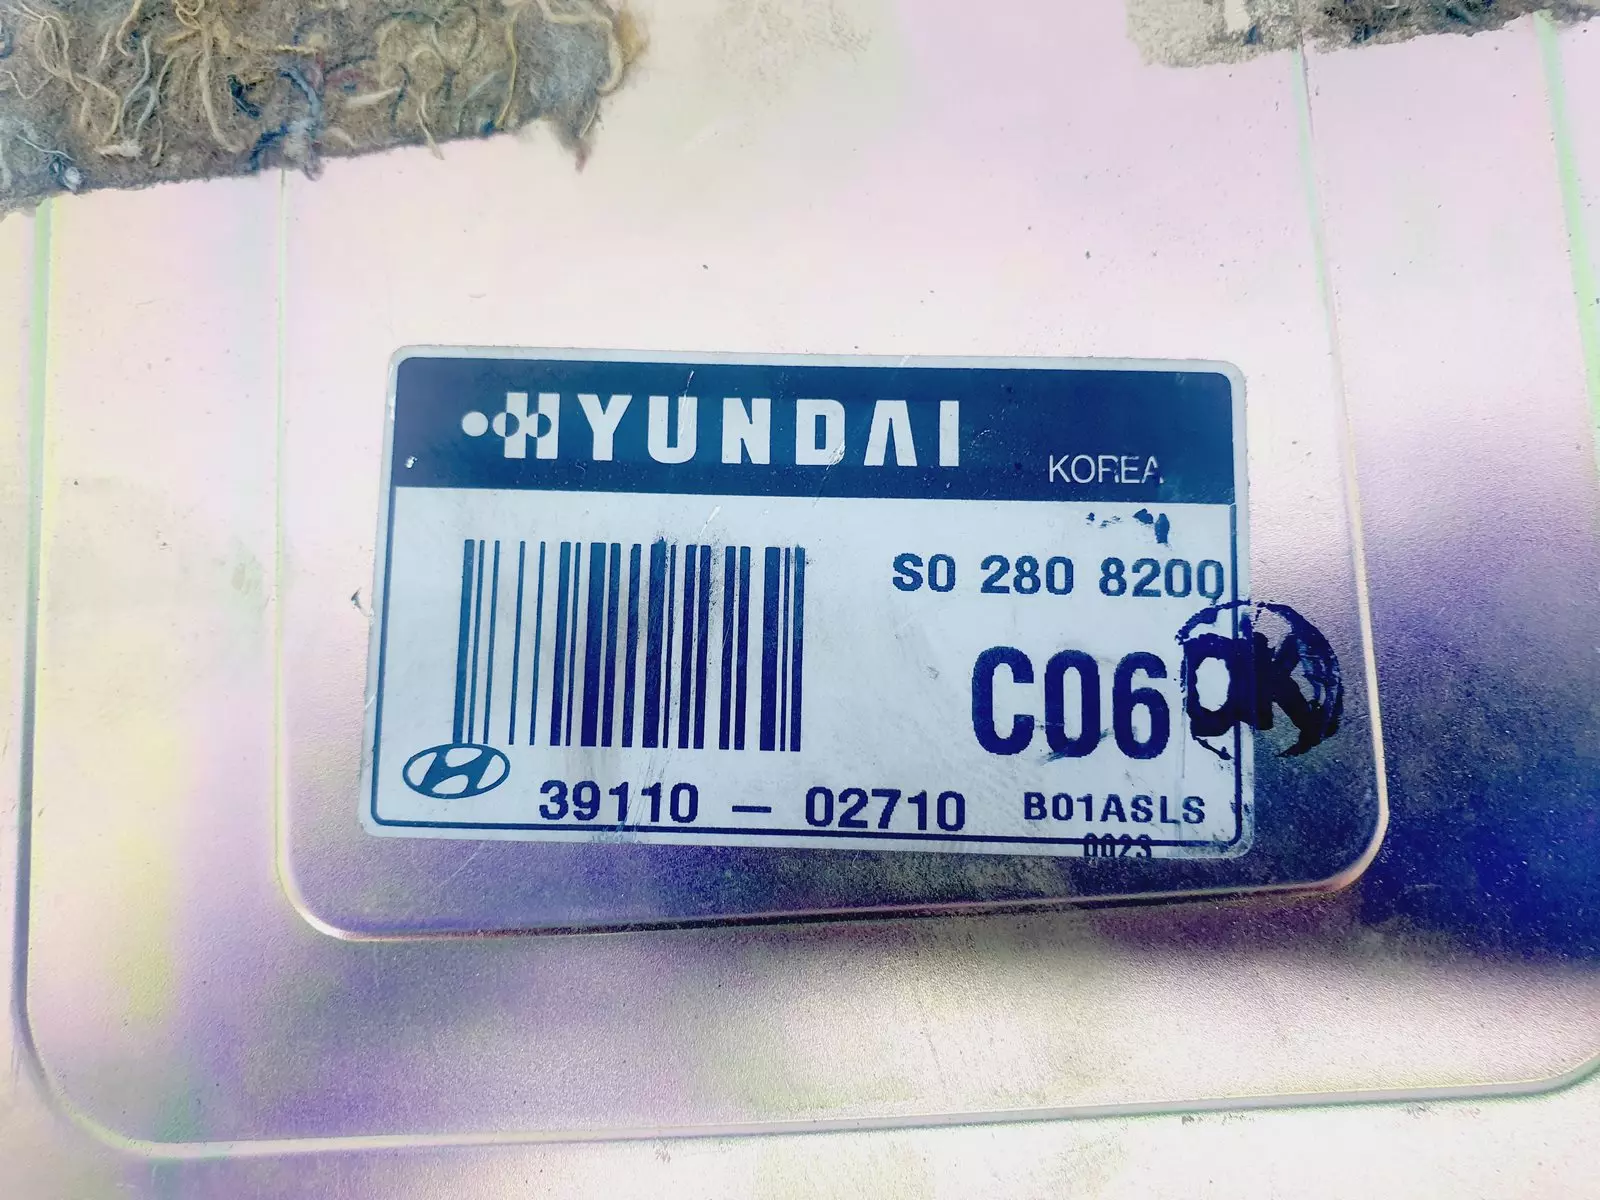 HYUNDAI
KOREA
S0 280 8200
C06
OK
39110 – 02710
B01ASLS
0023